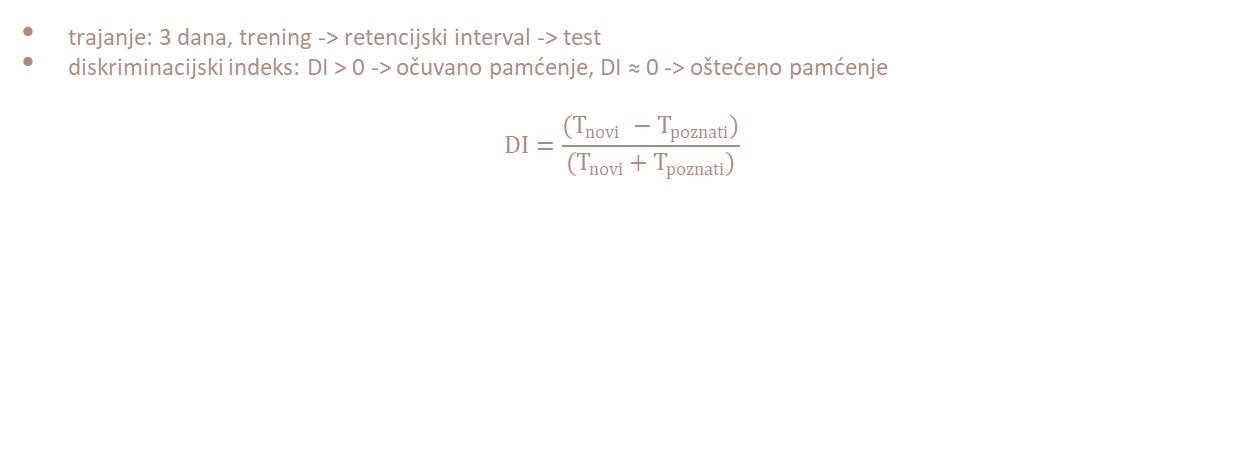 • trajanje: 3 dana, trening -> retencijski interval -> test
• diskriminacijski indeks: DI > 0 -> očuvano pamćenje, DI ≈ 0 -> oštećeno pamćenje
DI = (Tnovi − Tpoznati) / (Tnovi + Tpoznati)